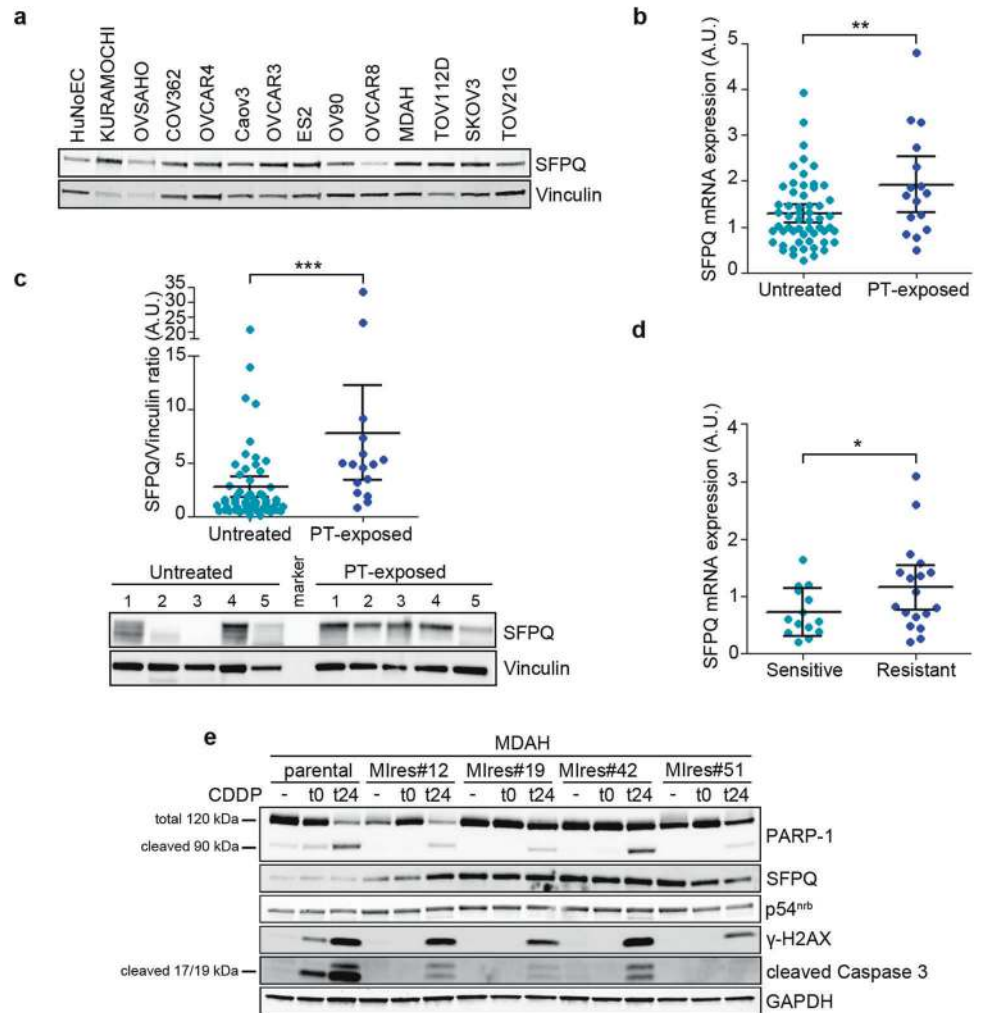 a
HuNoEC KURAMOCHI OVSAHO COV362 OVCAR4 Caov3 OVCAR3 ES2 OV90 OVCAR8 MDAH TOV112D SKOV3 TOV21G
SFPQ
Vinculin
b
**
SFPQ mRNA expression (A.U.)
5
4
3
2
1
0
Untreated PT-exposed
c
***
SFPQ/Vinculin ratio (A.U.)
35
30
25
20
15
10
5
0
Untreated PT-exposed
Untreated marker PT-exposed
1 2 3 4 5 1 2 3 4 5
SFPQ
Vinculin
d
*
SFPQ mRNA expression (A.U.)
4
3
2
1
0
Sensitive Resistant
e
MDAH
parental MIres#12 MIres#19 MIres#42 MIres#51
CDDP - t0 t24 - t0 t24 - t0 t24 - t0 t24 - t0 t24
total 120 kDa
cleaved 90 kDa
PARP-1
SFPQ
p54ⁿʳᵇ
γ-H2AX
cleaved 17/19 kDa
cleaved Caspase 3
GAPDH